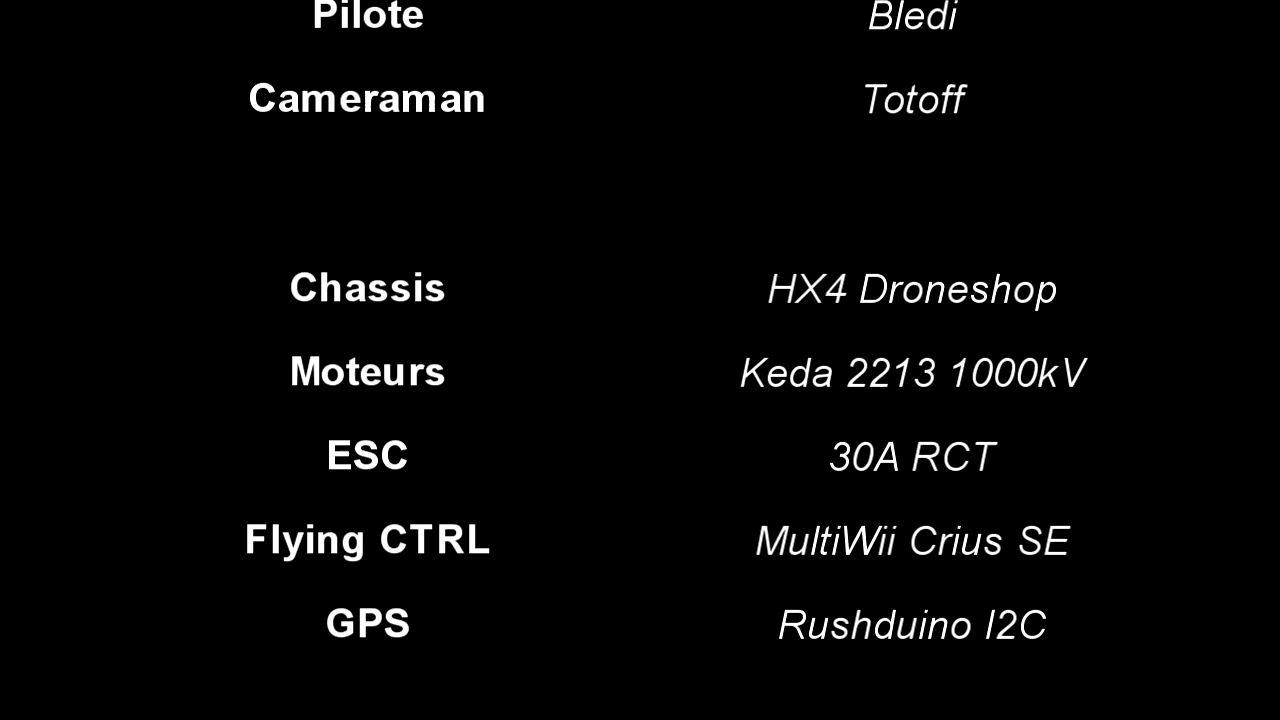 Pilote Bledi
Cameraman Totoff
Chassis HX4 Droneshop
Moteurs Keda 2213 1000kV
ESC 30A RCT
Flying CTRL MultiWii Crius SE
GPS Rushduino I2C